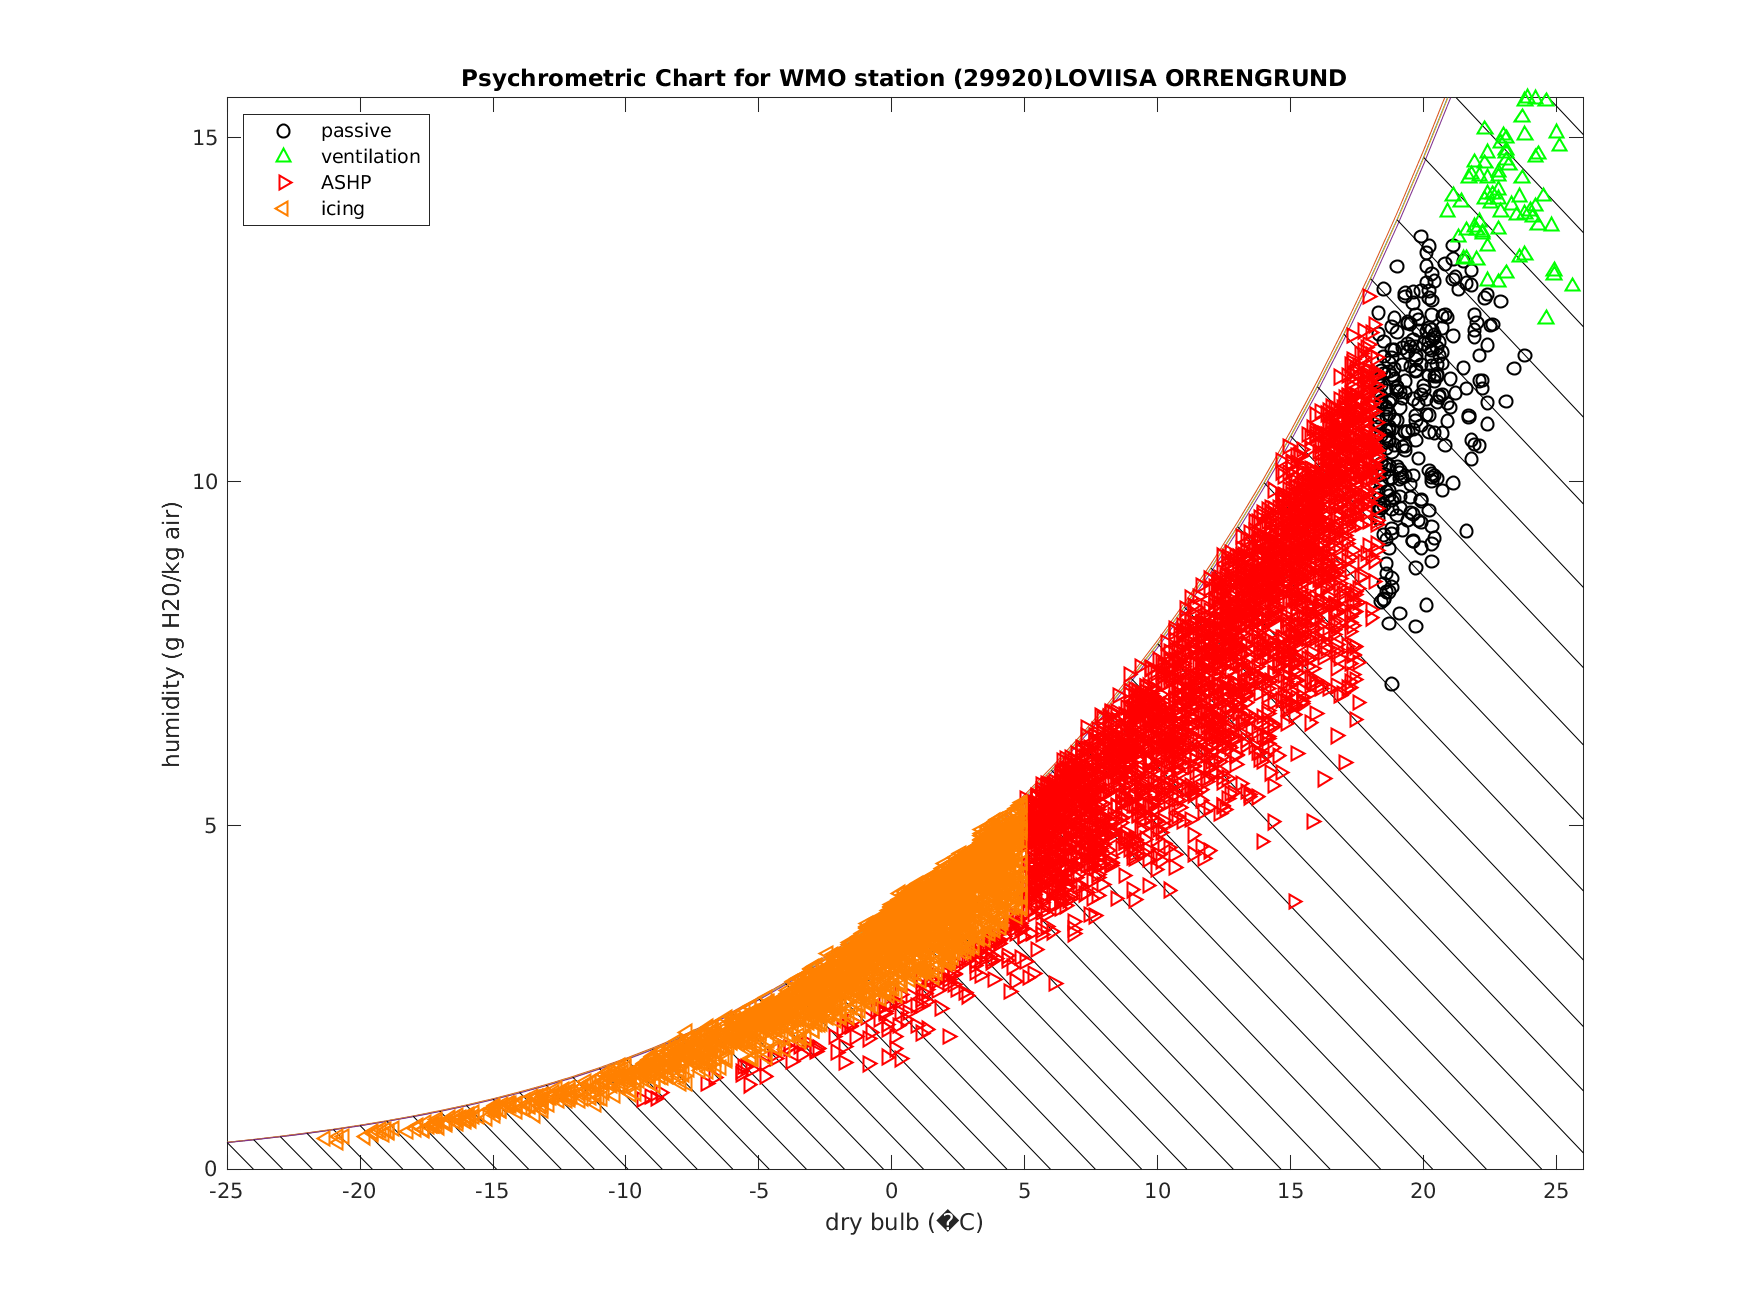 Psychrometric Chart for WMO station (29920)LOVIISA ORRENGRUND
passive
ventilation
ASHP
icing
15
10
5
0
humidity (g H20/kg air)
-25 -20 -15 -10 -5 0 5 10 15 20 25
dry bulb (�C)